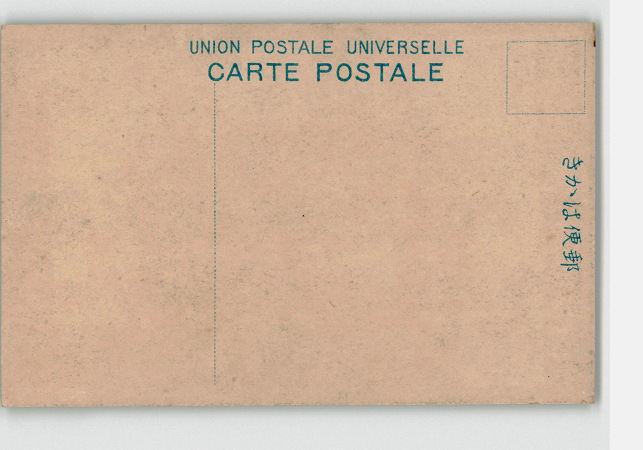 UNION POSTALE UNIVERSELLE
CARTE POSTALE
きかは便郵